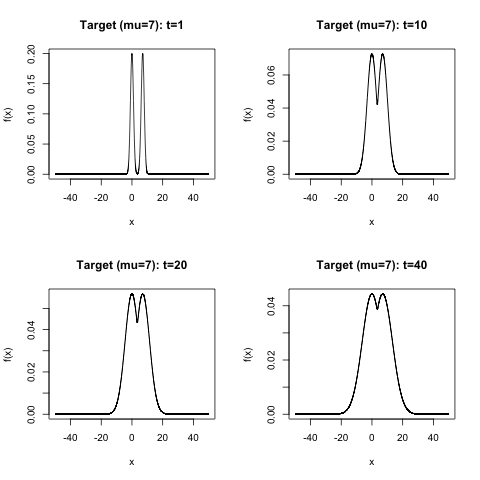 Target (mu=7): t=1
f(x)
0.00 0.05 0.10 0.15 0.20
-40 -20 0 20 40
x
Target (mu=7): t=10
f(x)
0.00 0.02 0.04 0.06
-40 -20 0 20 40
x
Target (mu=7): t=20
f(x)
0.00 0.02 0.04
-40 -20 0 20 40
x
Target (mu=7): t=40
f(x)
0.00 0.02 0.04
-40 -20 0 20 40
x